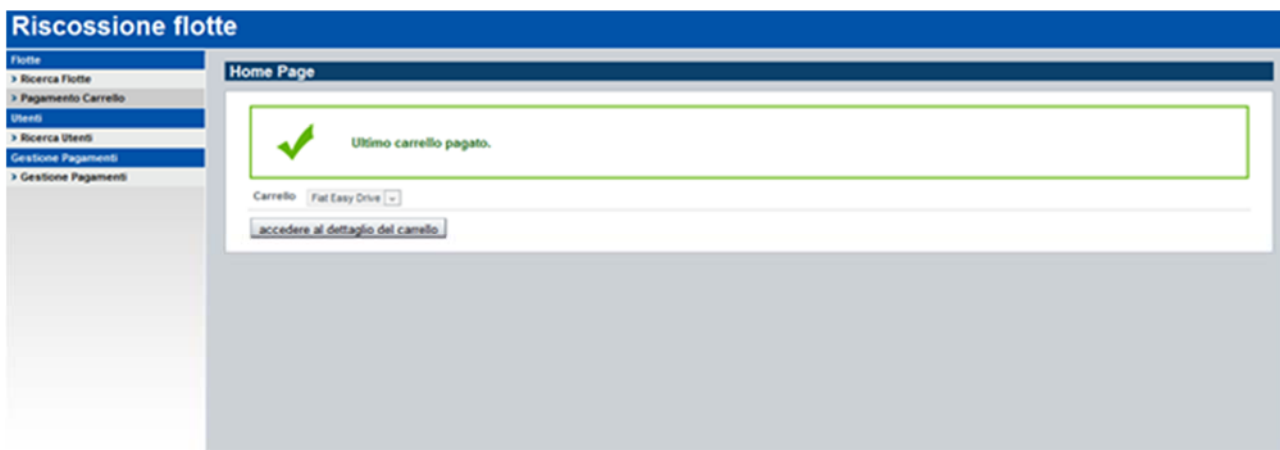 Riscossione flotte
Flotte
> Ricerca Flotte
> Pagamento Carrello
Utenti
> Ricerca Utenti
Gestione Pagamenti
> Gestione Pagamenti
Home Page
Ultimo carrello pagato.
Carrello Fiat Easy Drive
accedere al dettaglio del carrello